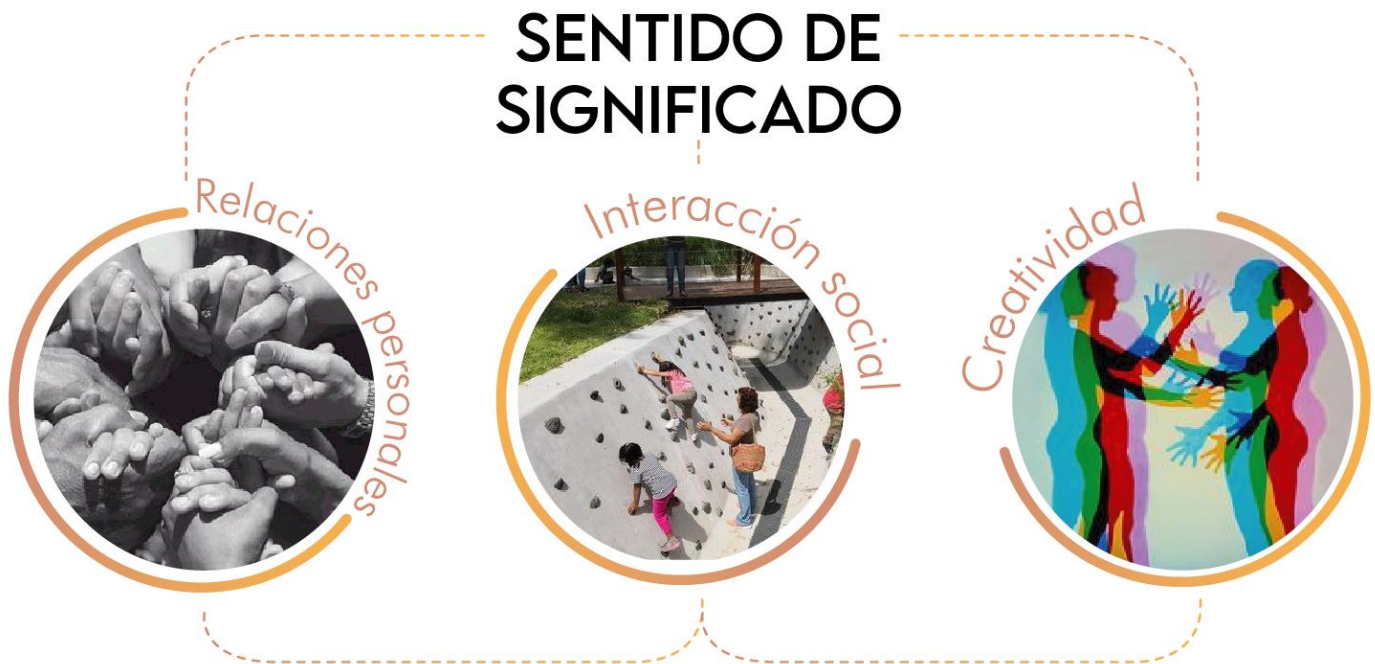 SENTIDO DE
SIGNIFICADO
Relaciones personales
Interacción social
Creatividad